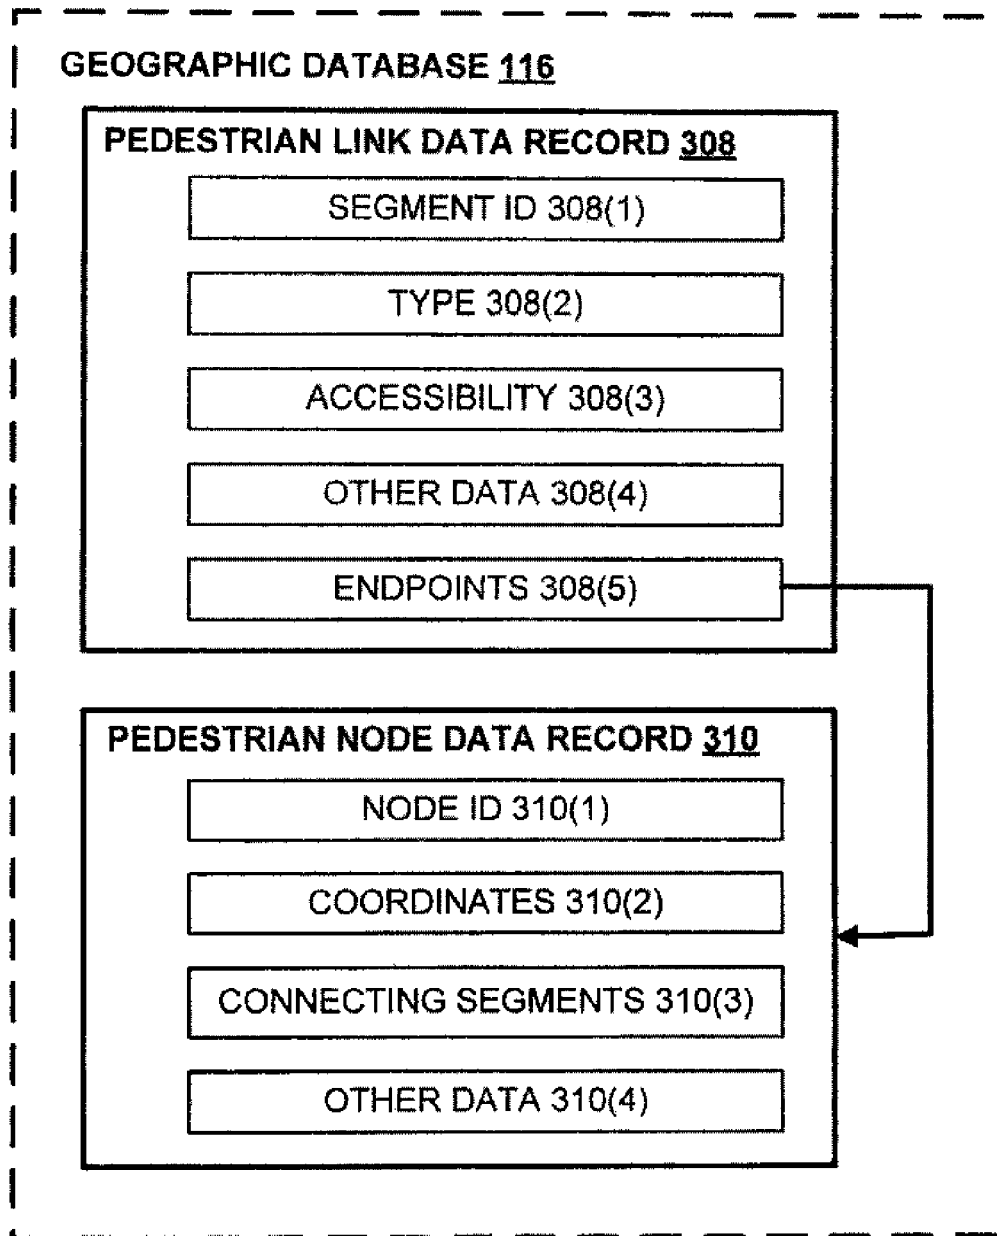 GEOGRAPHIC DATABASE 116
PEDESTRIAN LINK DATA RECORD 308
SEGMENT ID 308(1)
TYPE 308(2)
ACCESSIBILITY 308(3)
OTHER DATA 308(4)
ENDPOINTS 308(5)
PEDESTRIAN NODE DATA RECORD 310
NODE ID 310(1)
COORDINATES 310(2)
CONNECTING SEGMENTS 310(3)
OTHER DATA 310(4)